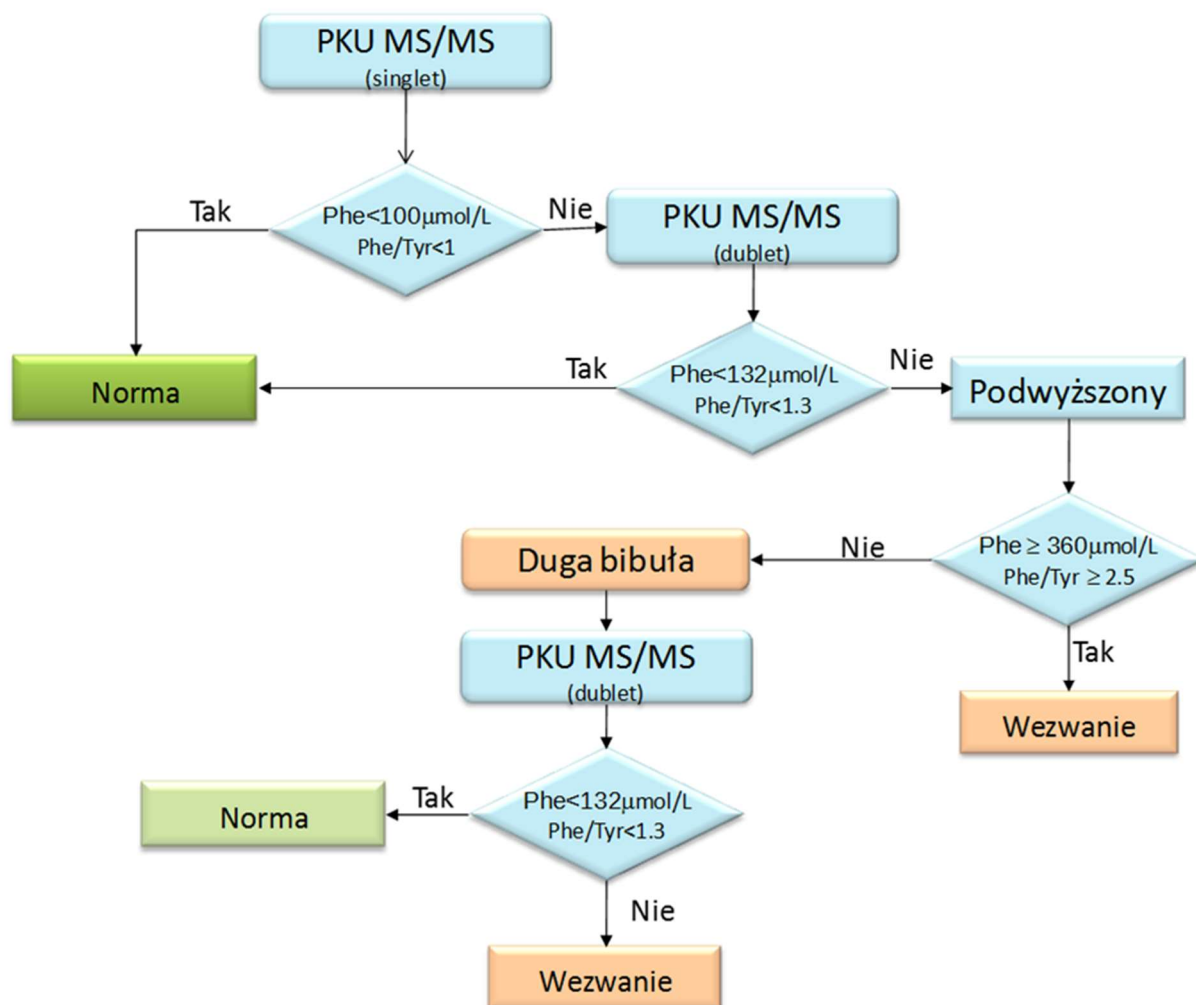 PKU MS/MS
(singlet)
Tak
Phe<100μmol/L
Phe/Tyr<1
Nie
PKU MS/MS
(dublet)
Norma
Tak
Phe<132μmol/L
Phe/Tyr<1.3
Nie
Podwyższony
Duga bibuła
Nie
Phe ≥ 360μmol/L
Phe/Tyr ≥ 2.5
PKU MS/MS
(dublet)
Tak
Wezwanie
Norma
Tak
Phe<132μmol/L
Phe/Tyr<1.3
Nie
Wezwanie